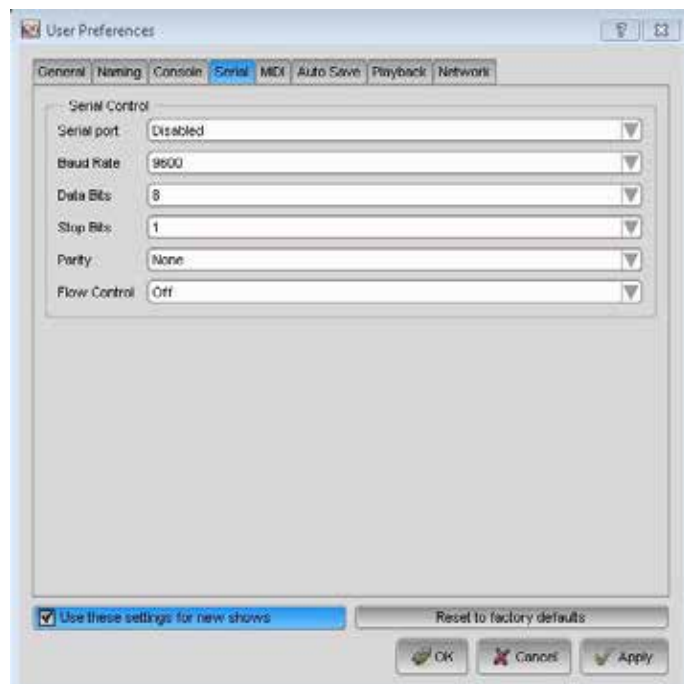 User Preferences
General Naming Console Serial MIDI Auto Save Playback Network
Serial Control
Serial port Disabled
Baud Rate 9600
Data Bits 8
Stop Bits 1
Parity None
Flow Control Off
Use these settings for new shows Reset to factory defaults
OK Cancel Apply